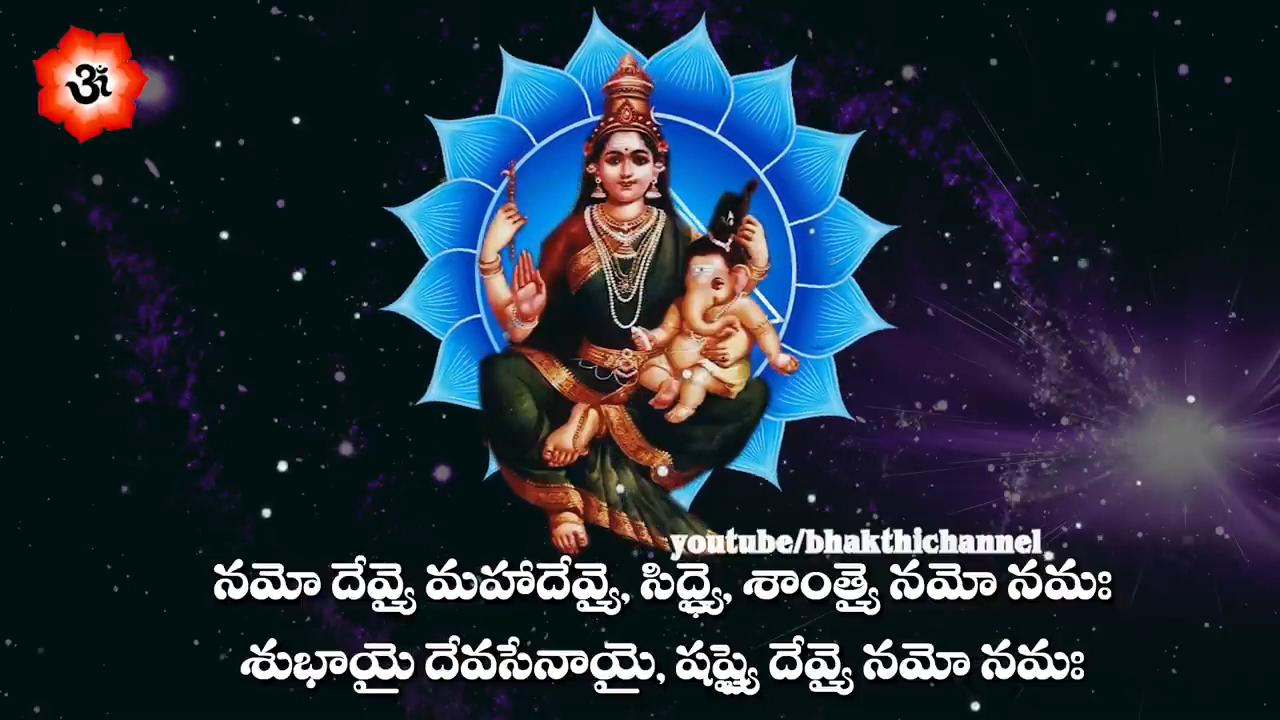 ॐ
youtube/bhakthichannel
నమో దేవ్యై మహాదేవ్యై, సిద్ధ్యై, శాంత్యై నమో నమః
శుభాయై దేవసేనాయై, షష్ఠ్యై దేవ్యై నమో నమః